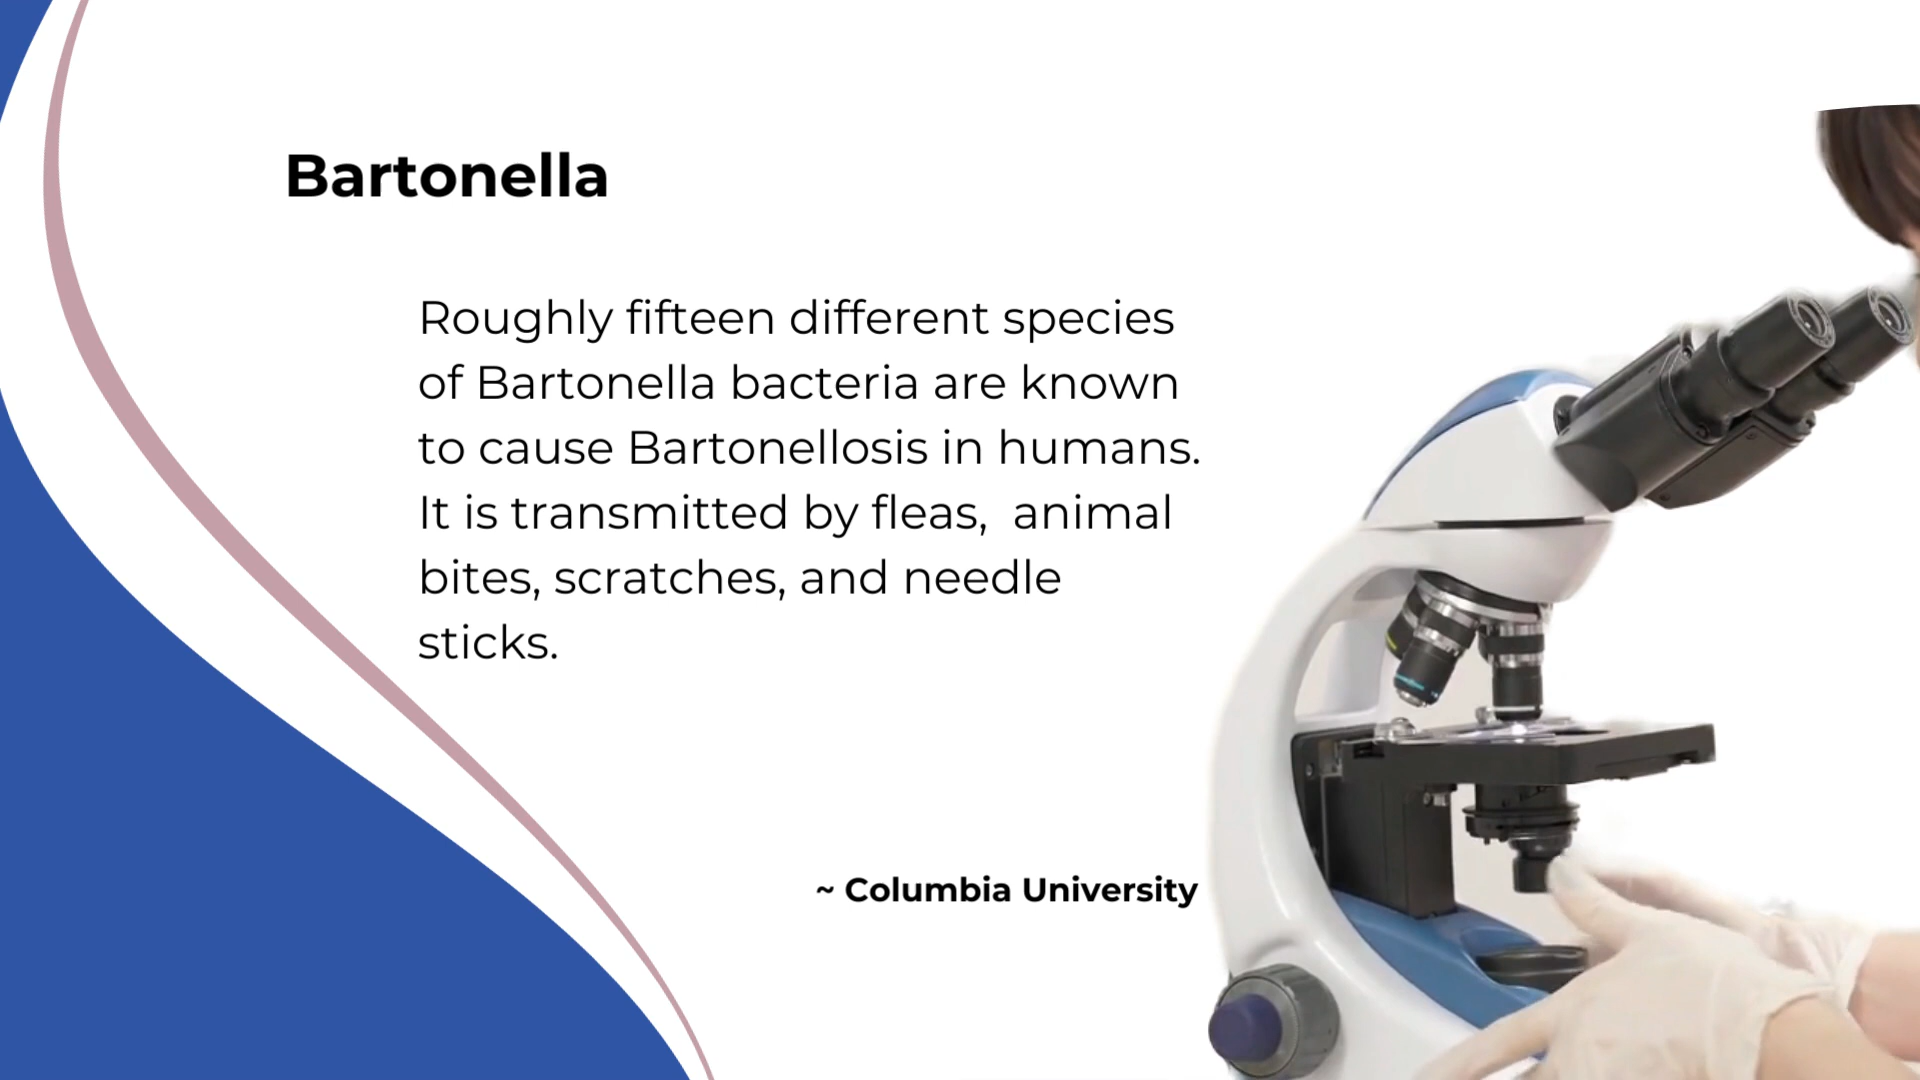 Bartonella
Roughly fifteen different species
of Bartonella bacteria are known
to cause Bartonellosis in humans.
It is transmitted by fleas,  animal
bites, scratches, and needle
sticks.
~ Columbia University